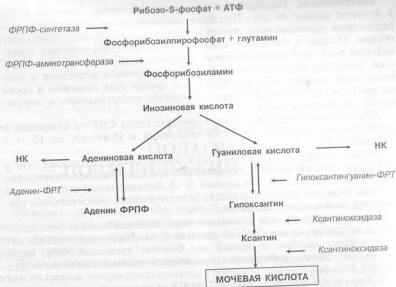 Рибозо-5-фосфат + АТФ
ФРПФ-синтетаза
Фосфорибозилпирофосфат + глутамин
ФРПФ-аминотрансфераза
Фосфорибозиламин
Инозиновая кислота
НК Адениловая кислота Гуаниловая кислота НК
Аденин-ФРТ Гипоксантингуанин-ФРТ
Аденин ФРПФ Гипоксантин
Ксантиноксидаза
Ксантин
Ксантиноксидаза
МОЧЕВАЯ КИСЛОТА